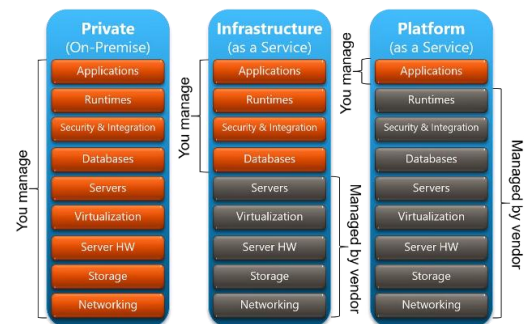 Private
(On-Premise)
Applications
Runtimes
Security & Integration
Databases
Servers
Virtualization
Server HW
Storage
Networking
You manage
Infrastructure
(as a Service)
Applications
Runtimes
Security & Integration
Databases
Servers
Virtualization
Server HW
Storage
Networking
You manage
Managed by vendor
Platform
(as a Service)
Applications
Runtimes
Security & Integration
Databases
Servers
Virtualization
Server HW
Storage
Networking
You manage
Managed by vendor